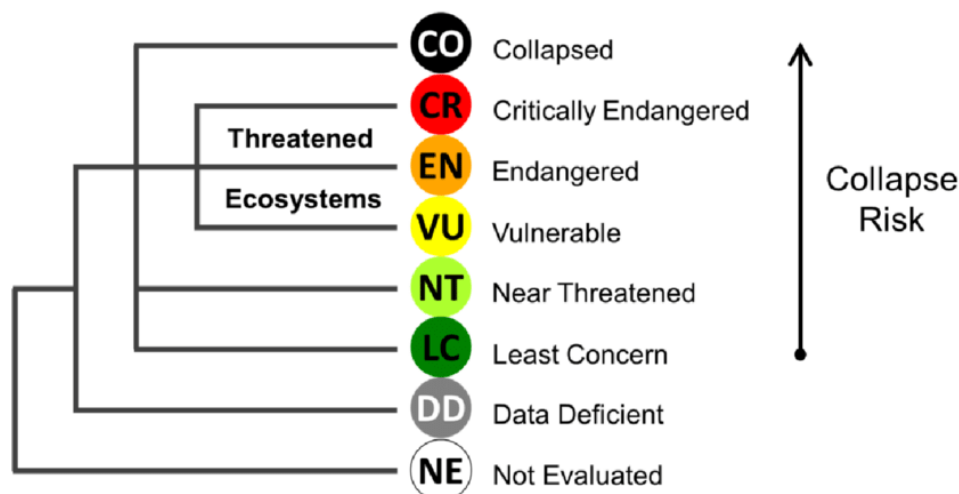 CO Collapsed
CR Critically Endangered
Threatened
EN Endangered
Ecosystems
VU Vulnerable
NT Near Threatened
LC Least Concern
DD Data Deficient
NE Not Evaluated
Collapse
Risk